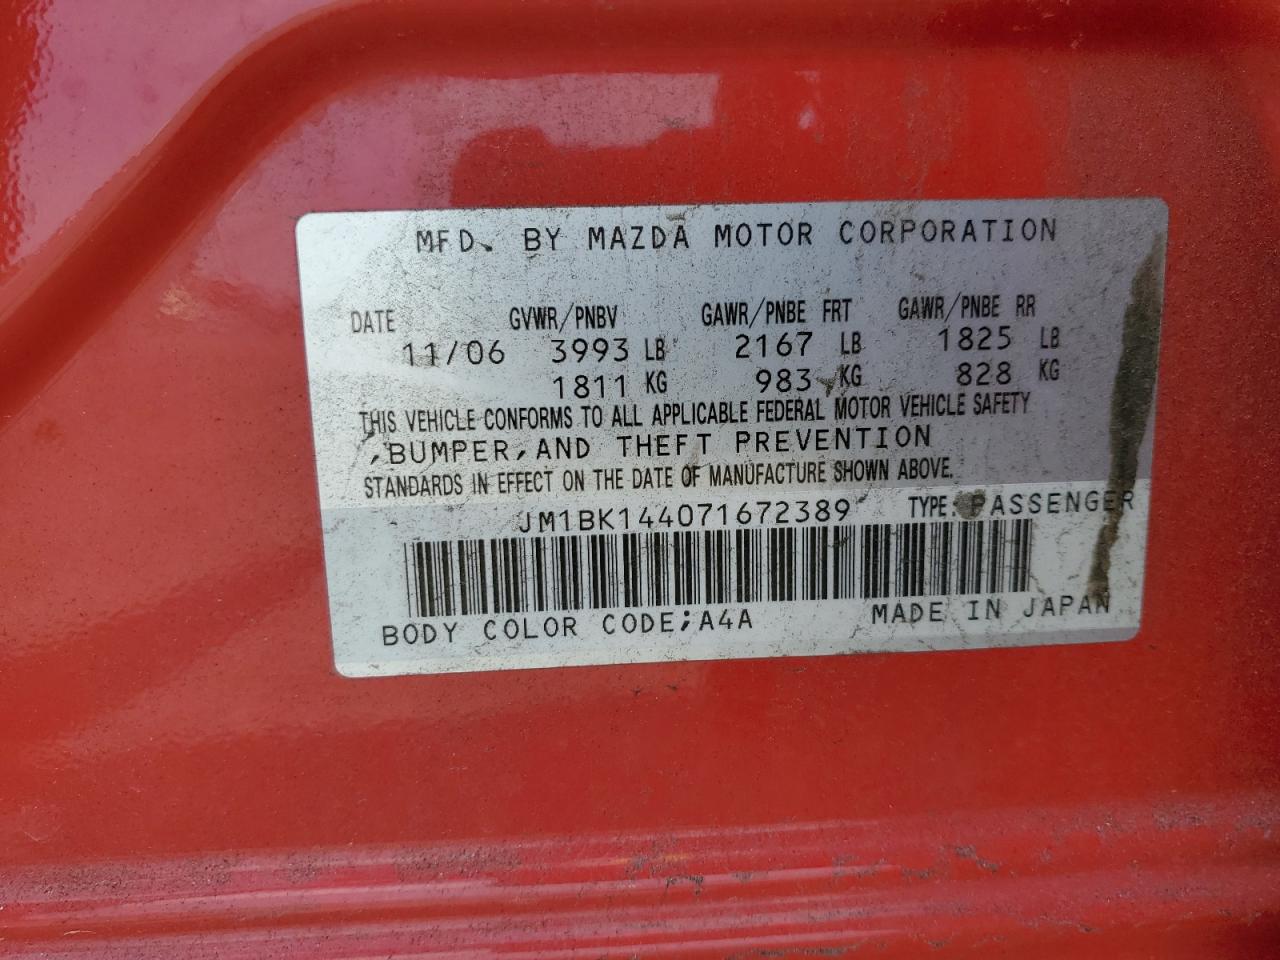 MFD. BY MAZDA MOTOR CORPORATION
DATE GVWR/PNBV GAWR/PNBE FRT GAWR/PNBE RR
11/06 3993 LB 2167 LB 1825 LB
1811 KG 983 KG 828 KG
THIS VEHICLE CONFORMS TO ALL APPLICABLE FEDERAL MOTOR VEHICLE SAFETY
,BUMPER,AND THEFT PREVENTION
STANDARDS IN EFFECT ON THE DATE OF MANUFACTURE SHOWN ABOVE.
JM1BK144071672389 TYPE: PASSENGER
BODY COLOR CODE;A4A MADE IN JAPAN